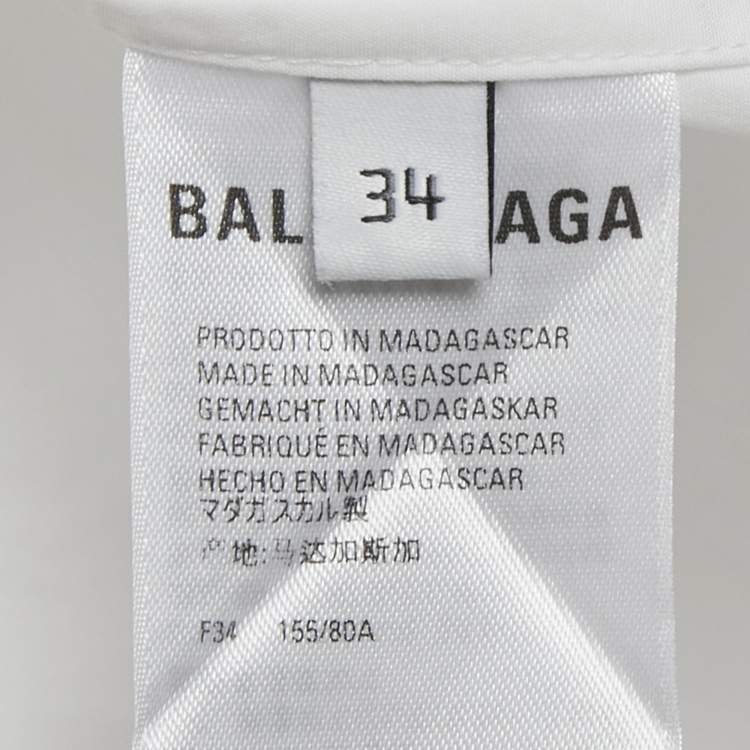 BAL AGA
34
PRODOTTO IN MADAGASCAR
MADE IN MADAGASCAR
GEMACHT IN MADAGASKAR
FABRIQUÉ EN MADAGASCAR
HECHO EN MADAGASCAR
マダガスカル製
产地:马达加斯加
F34 155/80A